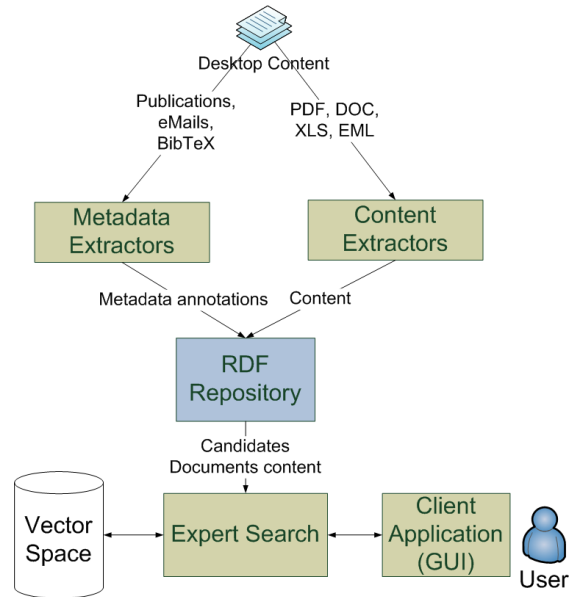 Desktop Content
Publications,
eMails,
BibTeX
PDF, DOC,
XLS, EML
Metadata
Extractors
Content
Extractors
Metadata annotations
Content
RDF
Repository
Candidates
Documents content
Vector
Space
Expert Search
Client
Application
(GUI)
User